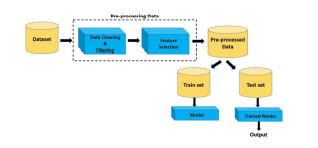 Pre-processing Data
Dataset
Data Cleaning
&
Filtering
Feature
Selection
Pre-processed
Data
Train set
Test set
Model
Trained Model
Output